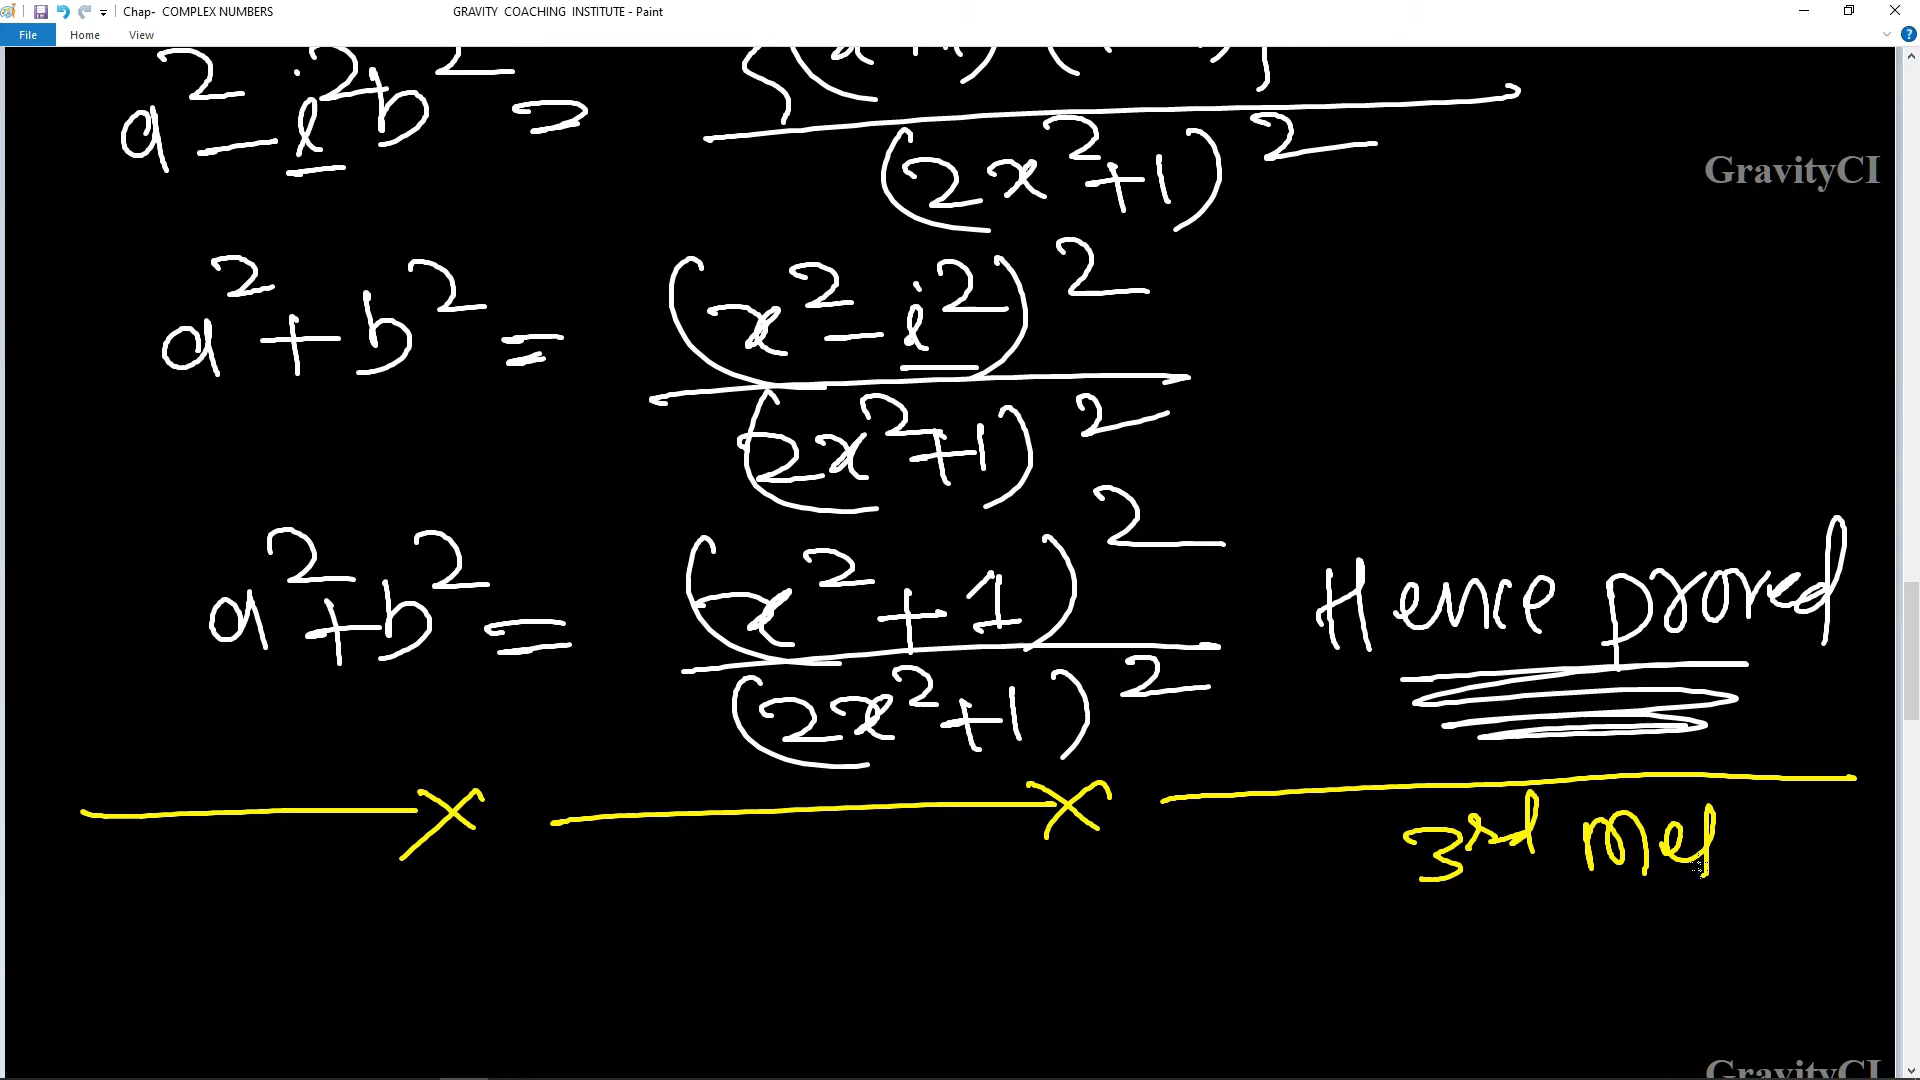 Chap- COMPLEX NUMBERS
GRAVITY COACHING INSTITUTE - Paint
File Home View
a² - i²b² =
(2x²+1)²
GravityCI
a² + b² = (x² - i²)²
(2x²+1)²
a² + b² = (x² + 1)²
(2x²+1)²
Hence proved
3rd Met
GravityCI